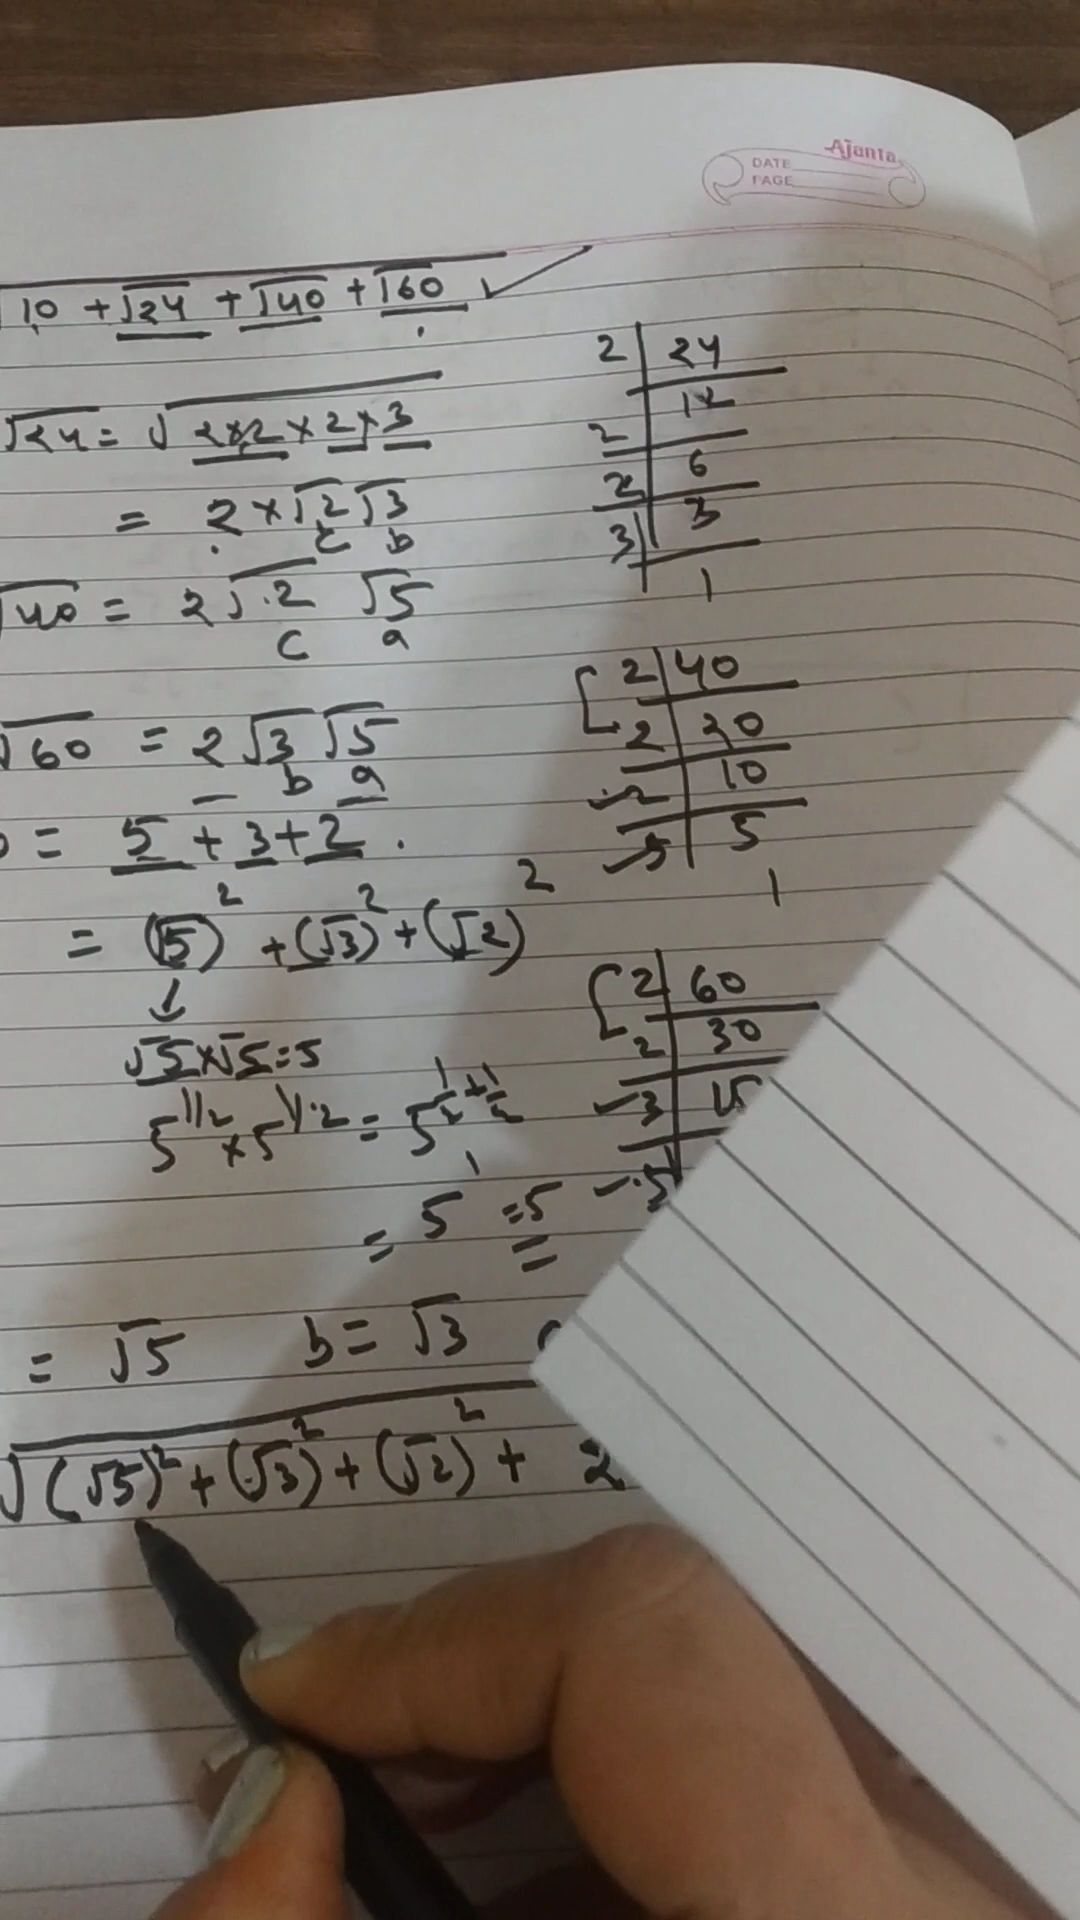 Ajanta
DATE
PAGE
√10 + √24 + √40 + √60
√24 = √2×2×2×3
= 2 × √2 √3
c b
√40 = 2√2 √5
c a
√60 = 2√3 √5
b a
= 5 + 3 + 2 .
= (√5)² + (√3)² + (√2)²
↓
√5×√5=5
5^1/2 × 5^1/2 = 5^1/2+1/2
= 5^1 =5
= √5 b = √3
√(√5)² + (√3)² + (√2)² + 2
2 24
2 12
2 6
3 3
1
2 40
2 20
2 10
5 5
1
2 60
2 30
3 15
5